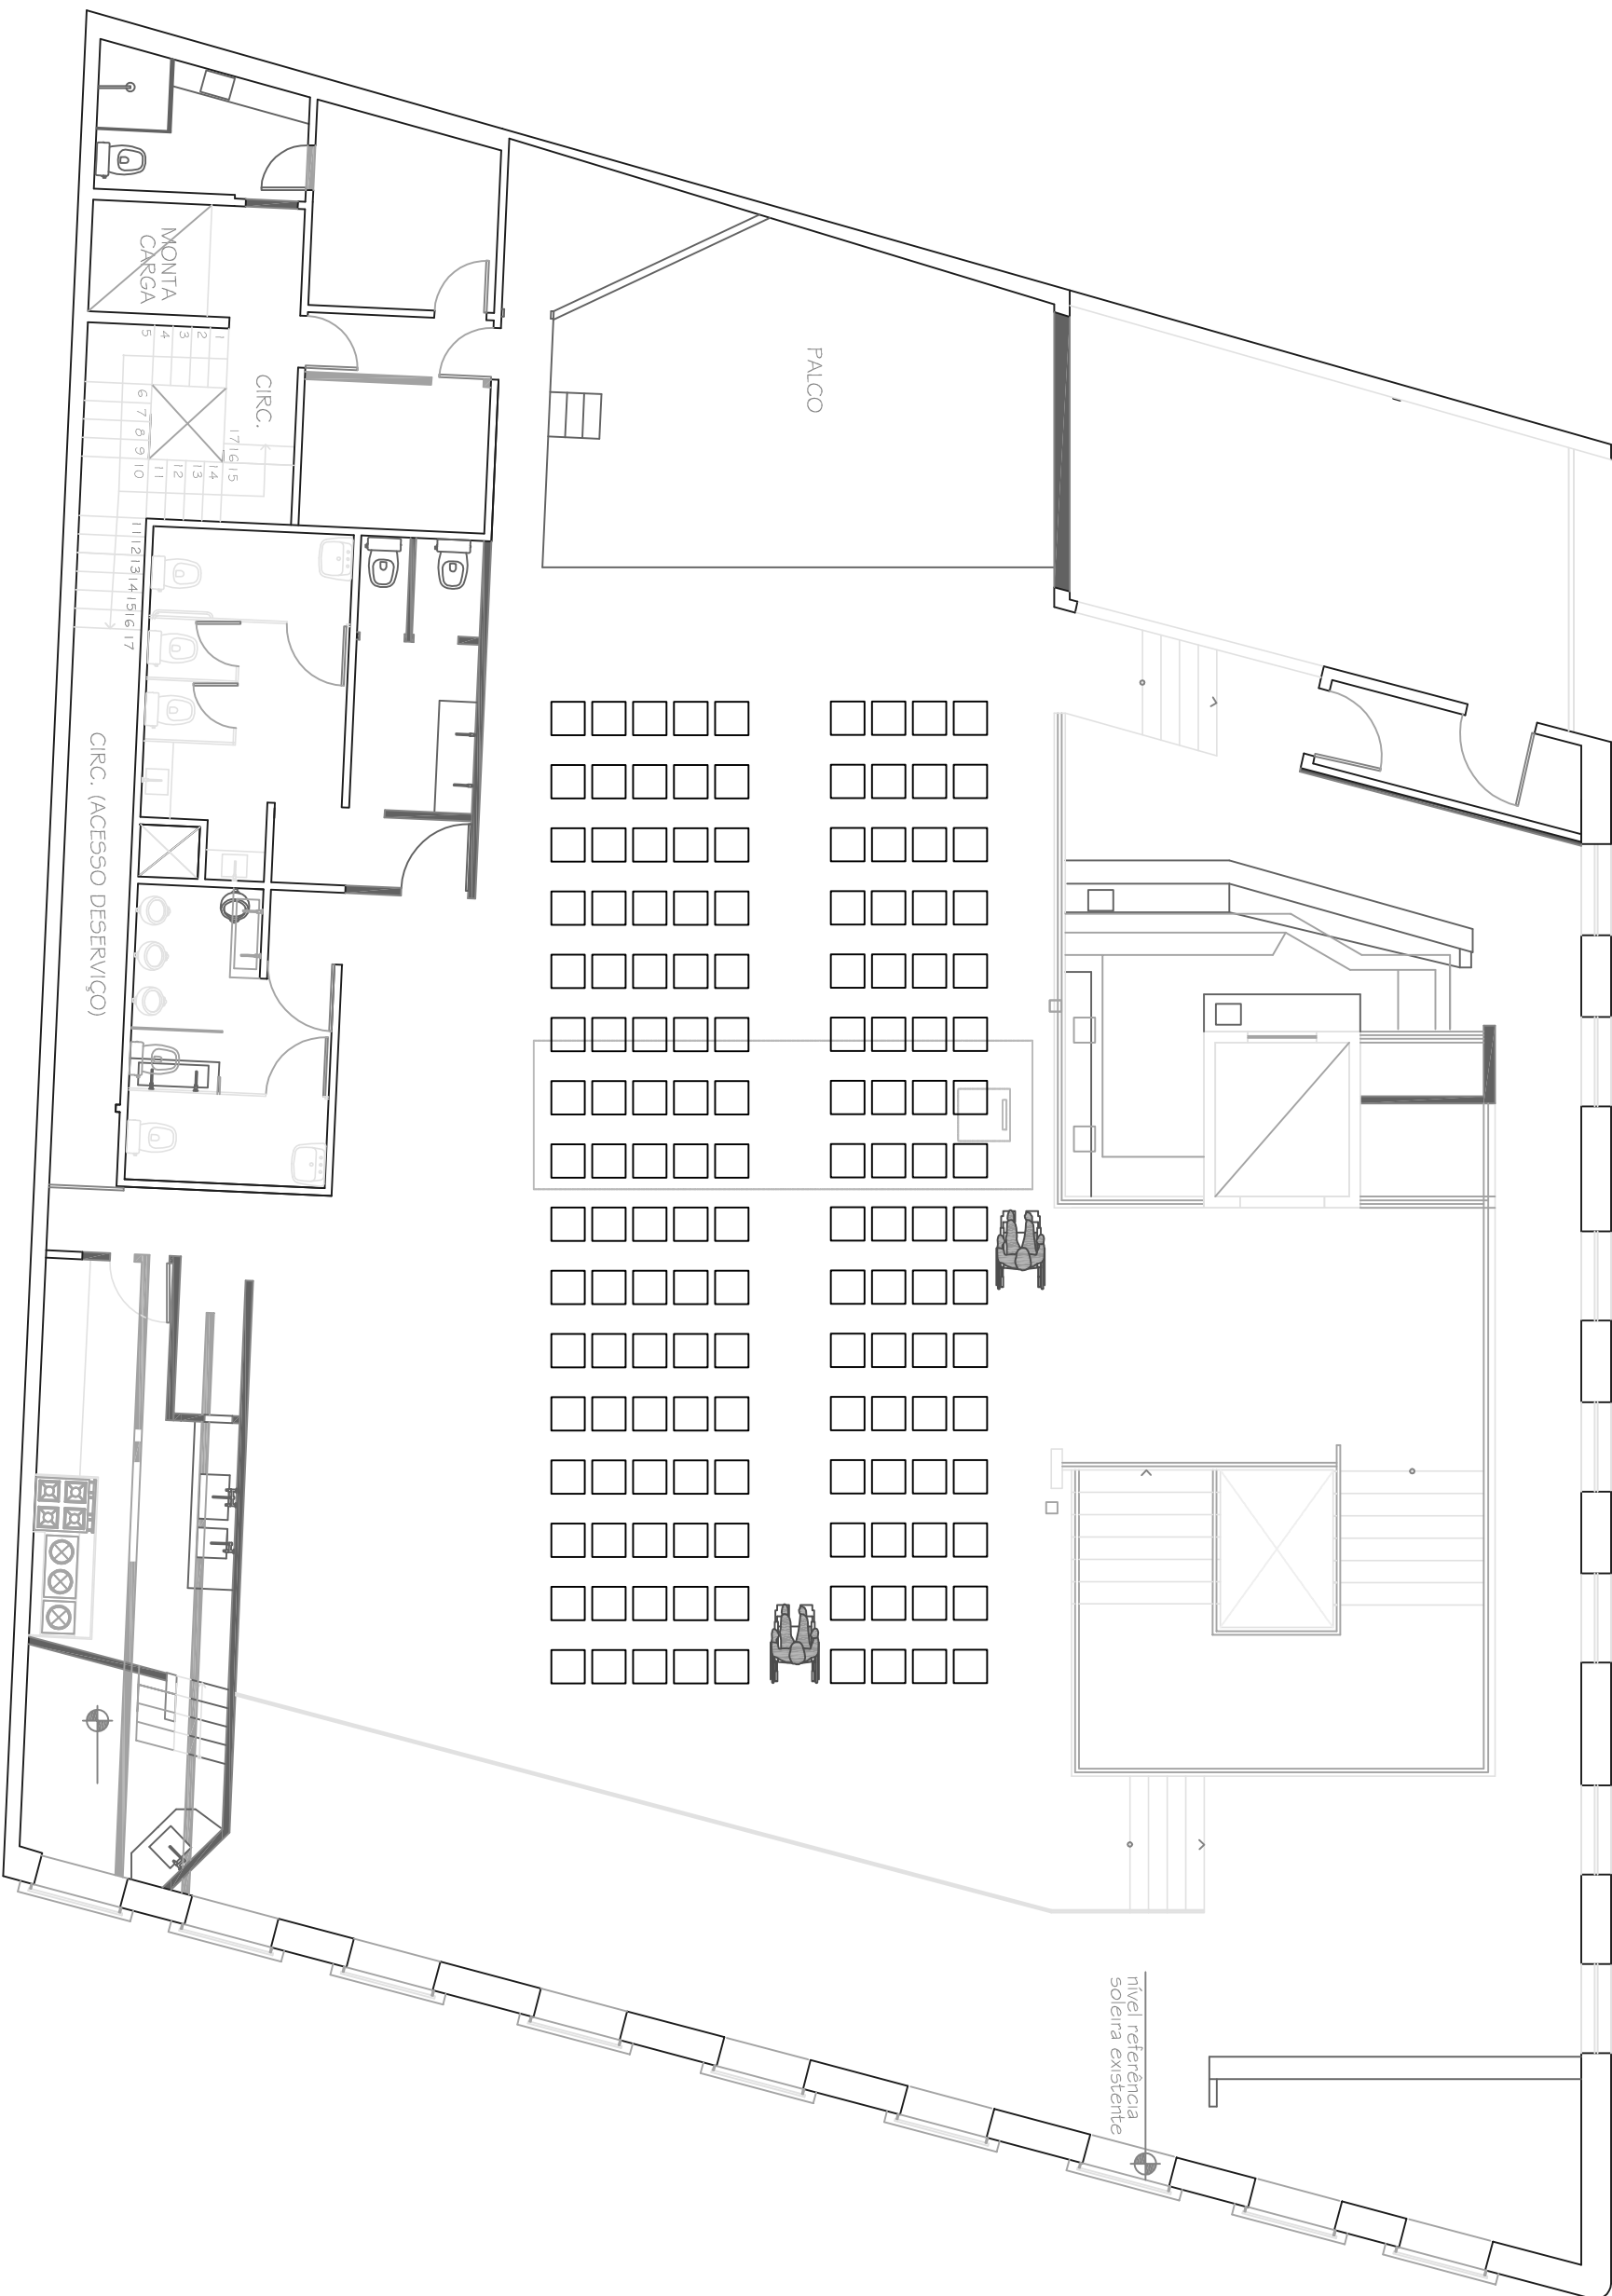 MONTA
CARGA
CIRC.
PALCO
1
2
3
4
5
6 7 8 9 10
17 16 15
14
13
12
11
11 12 13 14 15 16 17
CIRC. (ACESSO DESERVIÇO)
nível referência
soleira existente